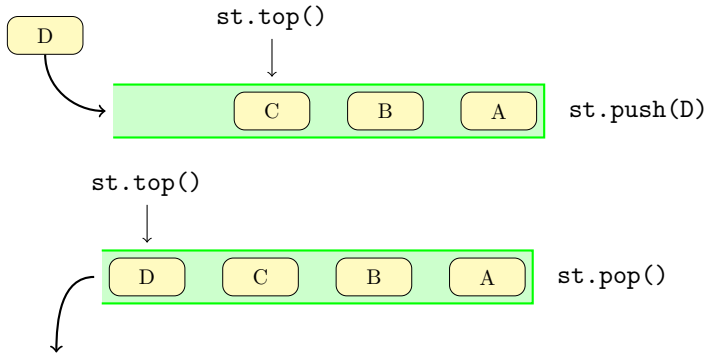 st.top()
D
C B A st.push(D)
st.top()
D C B A st.pop()